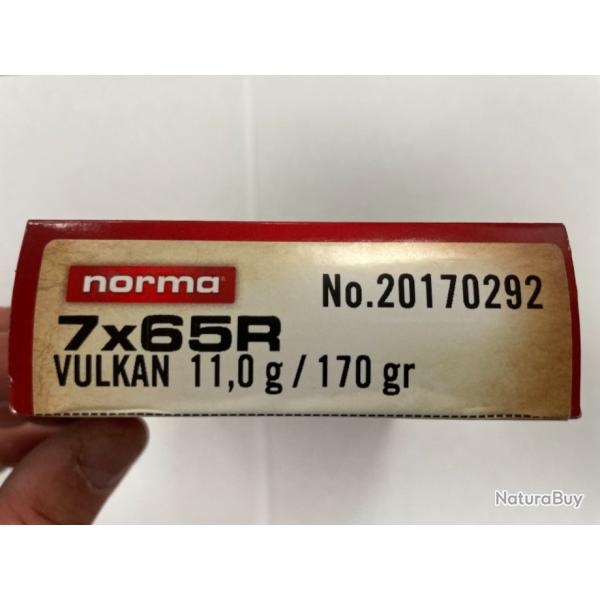 norma No.20170292
7x65R
VULKAN 11,0 g / 170 gr
NaturaBuy